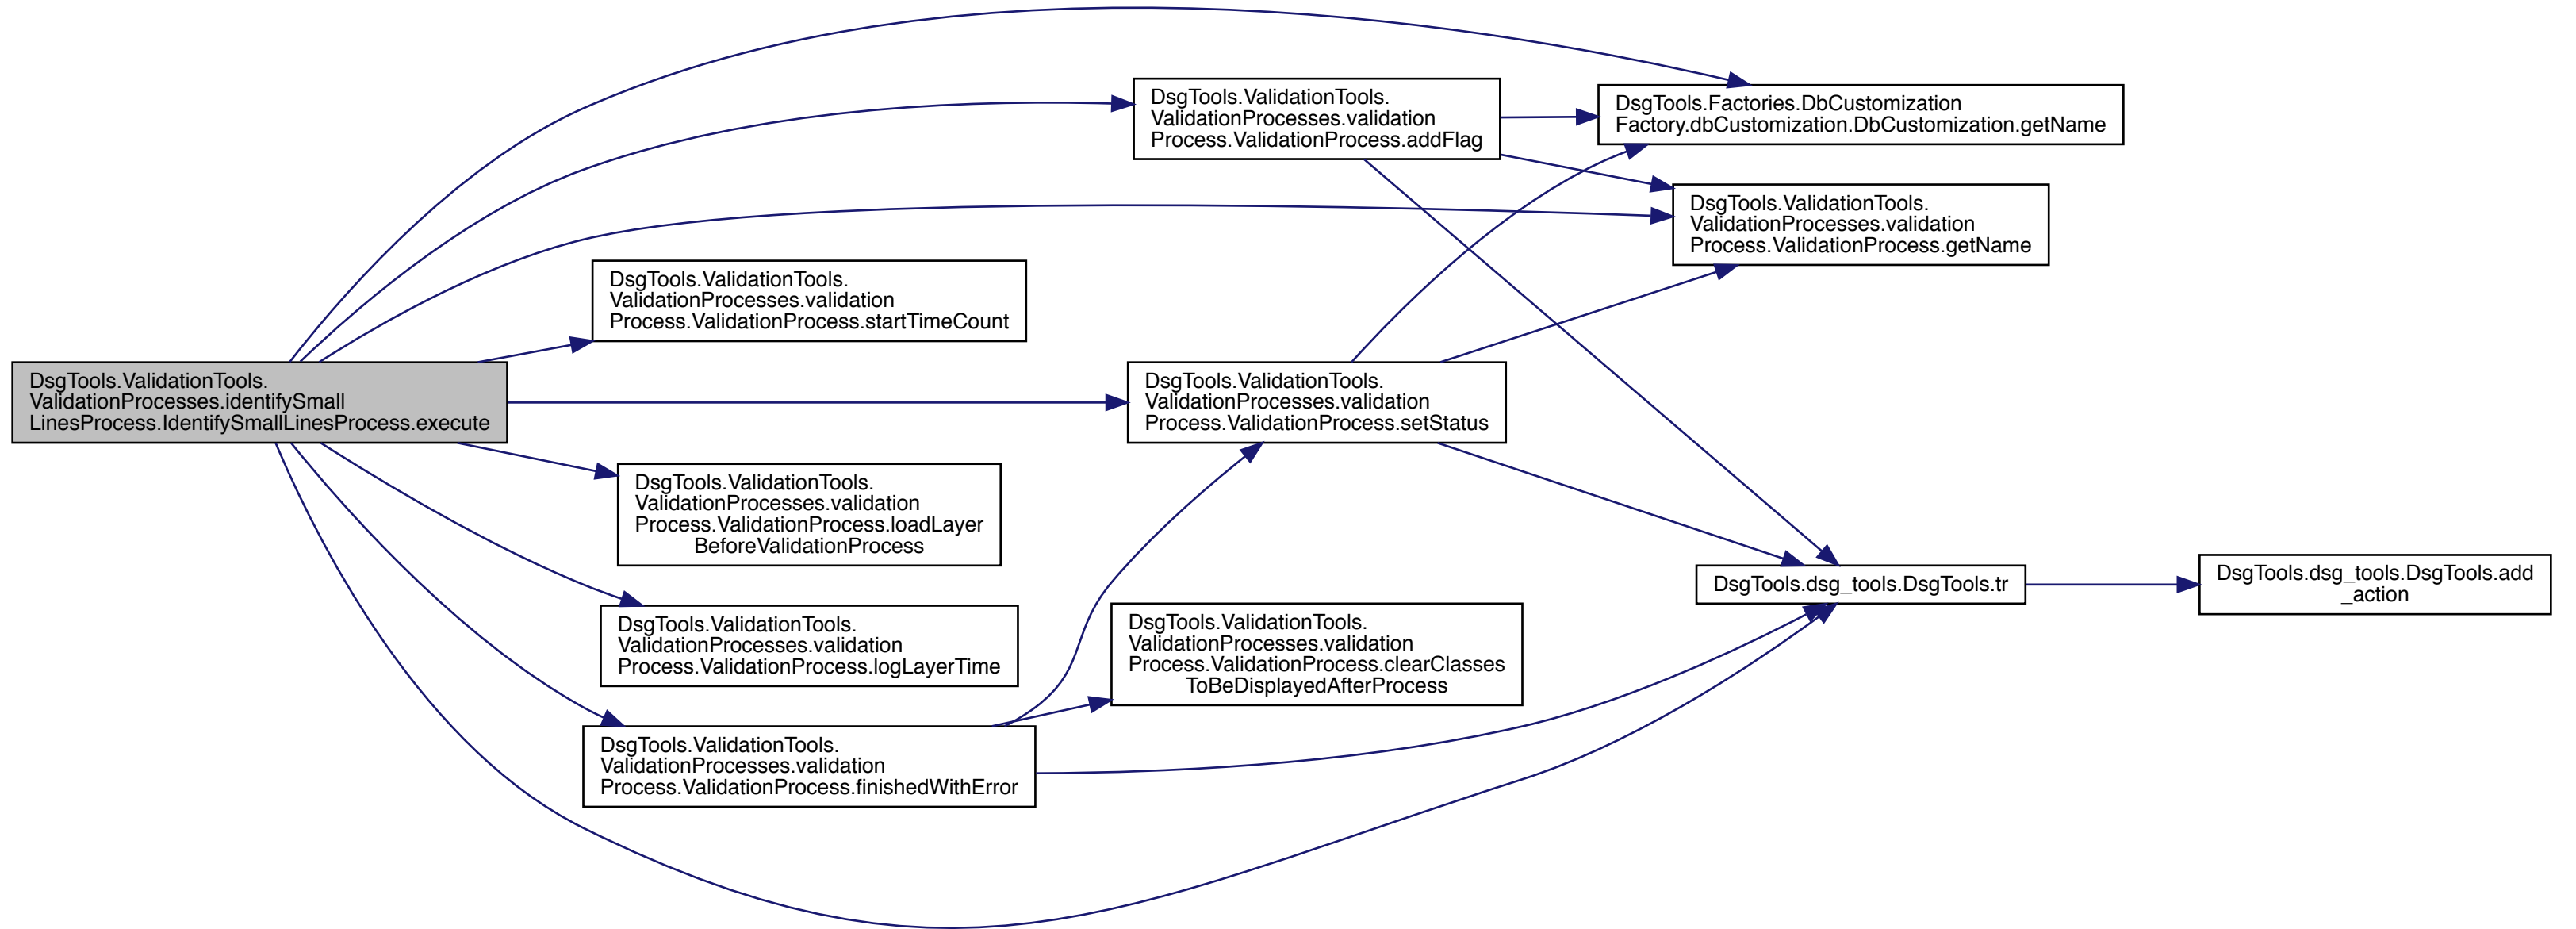 DsgTools.ValidationTools.
ValidationProcesses.identifySmall
LinesProcess.IdentifySmallLinesProcess.execute
DsgTools.ValidationTools.
ValidationProcesses.validation
Process.ValidationProcess.startTimeCount
DsgTools.ValidationTools.
ValidationProcesses.validation
Process.ValidationProcess.loadLayer
BeforeValidationProcess
DsgTools.ValidationTools.
ValidationProcesses.validation
Process.ValidationProcess.logLayerTime
DsgTools.ValidationTools.
ValidationProcesses.validation
Process.ValidationProcess.finishedWithError
DsgTools.ValidationTools.
ValidationProcesses.validation
Process.ValidationProcess.addFlag
DsgTools.ValidationTools.
ValidationProcesses.validation
Process.ValidationProcess.setStatus
DsgTools.ValidationTools.
ValidationProcesses.validation
Process.ValidationProcess.clearClasses
ToBeDisplayedAfterProcess
DsgTools.Factories.DbCustomization
Factory.dbCustomization.DbCustomization.getName
DsgTools.ValidationTools.
ValidationProcesses.validation
Process.ValidationProcess.getName
DsgTools.dsg_tools.DsgTools.tr
DsgTools.dsg_tools.DsgTools.add
_action